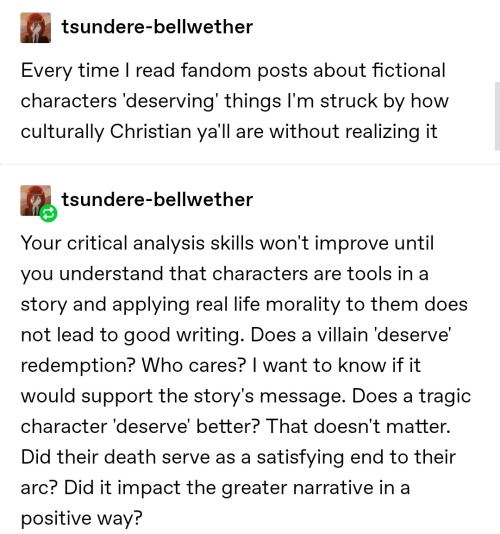 tsundere-bellwether
Every time I read fandom posts about fictional
characters 'deserving' things I'm struck by how
culturally Christian ya'll are without realizing it
tsundere-bellwether
Your critical analysis skills won't improve until
you understand that characters are tools in a
story and applying real life morality to them does
not lead to good writing. Does a villain 'deserve'
redemption? Who cares? I want to know if it
would support the story's message. Does a tragic
character 'deserve' better? That doesn't matter.
Did their death serve as a satisfying end to their
arc? Did it impact the greater narrative in a
positive way?